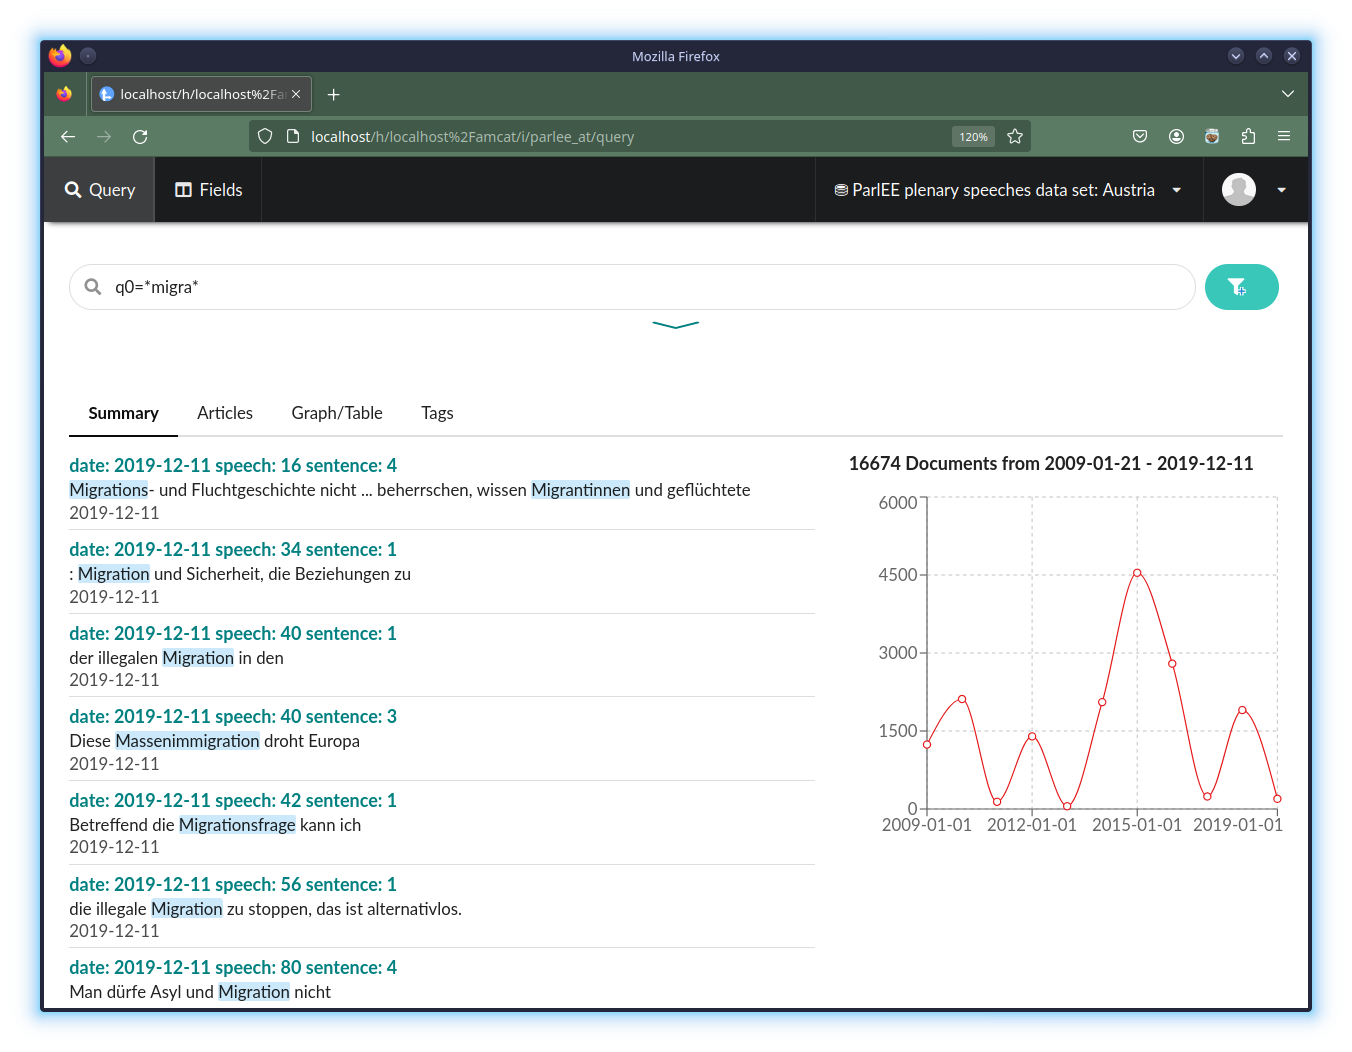 Mozilla Firefox
localhost/h/localhost%2Fa
localhost/h/localhost%2Famcat/i/parlee_at/query
120%
Query
Fields
ParlEE plenary speeches data set: Austria
q0=*migra*
Summary
Articles
Graph/Table
Tags
date: 2019-12-11 speech: 16 sentence: 4
Migrations- und Fluchtgeschichte nicht ... beherrschen, wissen Migrantinnen und geflüchtete
2019-12-11
date: 2019-12-11 speech: 34 sentence: 1
: Migration und Sicherheit, die Beziehungen zu
2019-12-11
date: 2019-12-11 speech: 40 sentence: 1
der illegalen Migration in den
2019-12-11
date: 2019-12-11 speech: 40 sentence: 3
Diese Massenimmigration droht Europa
2019-12-11
date: 2019-12-11 speech: 42 sentence: 1
Betreffend die Migrationsfrage kann ich
2019-12-11
date: 2019-12-11 speech: 56 sentence: 1
die illegale Migration zu stoppen, das ist alternativlos.
2019-12-11
date: 2019-12-11 speech: 80 sentence: 4
Man dürfe Asyl und Migration nicht
16674 Documents from 2009-01-21 - 2019-12-11
6000
4500
3000
1500
0
2009-01-01
2012-01-01
2015-01-01
2019-01-01